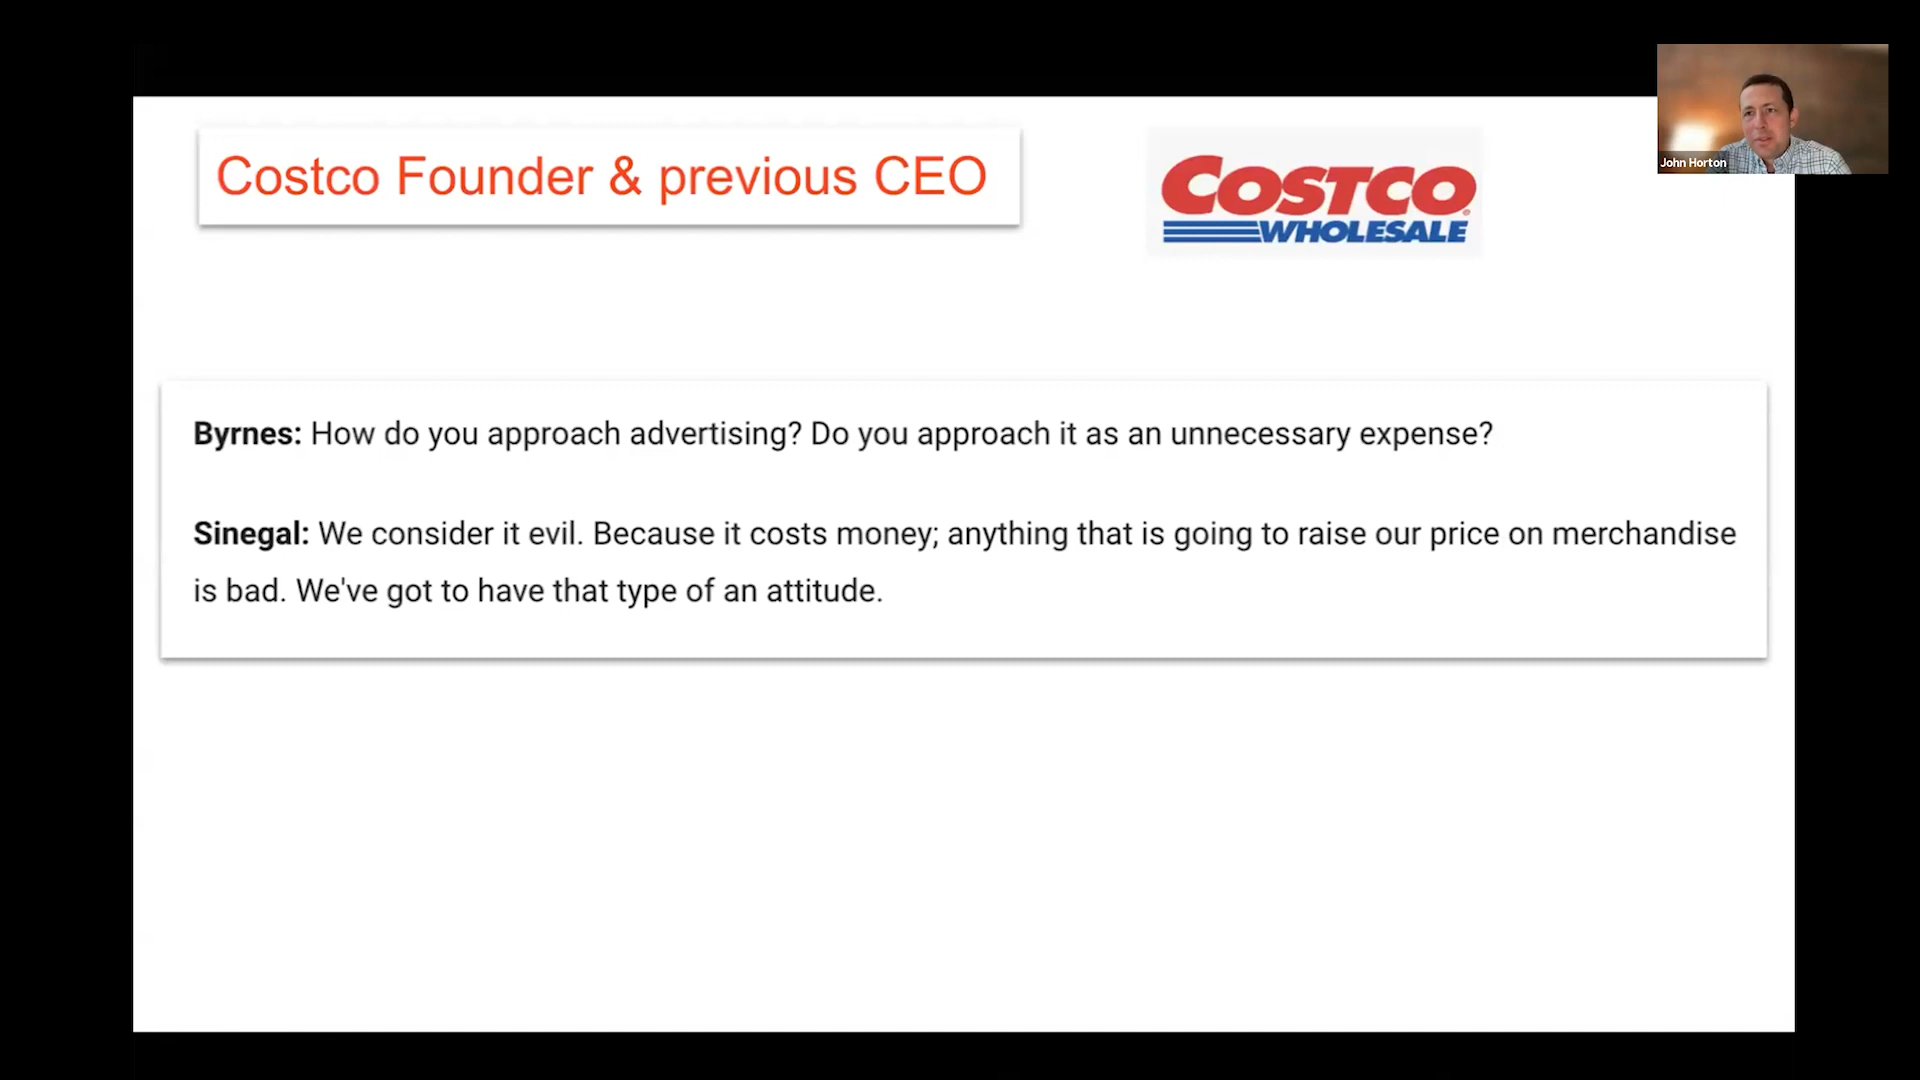 Costco Founder & previous CEO
COSTCO
WHOLESALE
John Horton
Byrnes: How do you approach advertising? Do you approach it as an unnecessary expense?
Sinegal: We consider it evil. Because it costs money; anything that is going to raise our price on merchandise
is bad. We've got to have that type of an attitude.